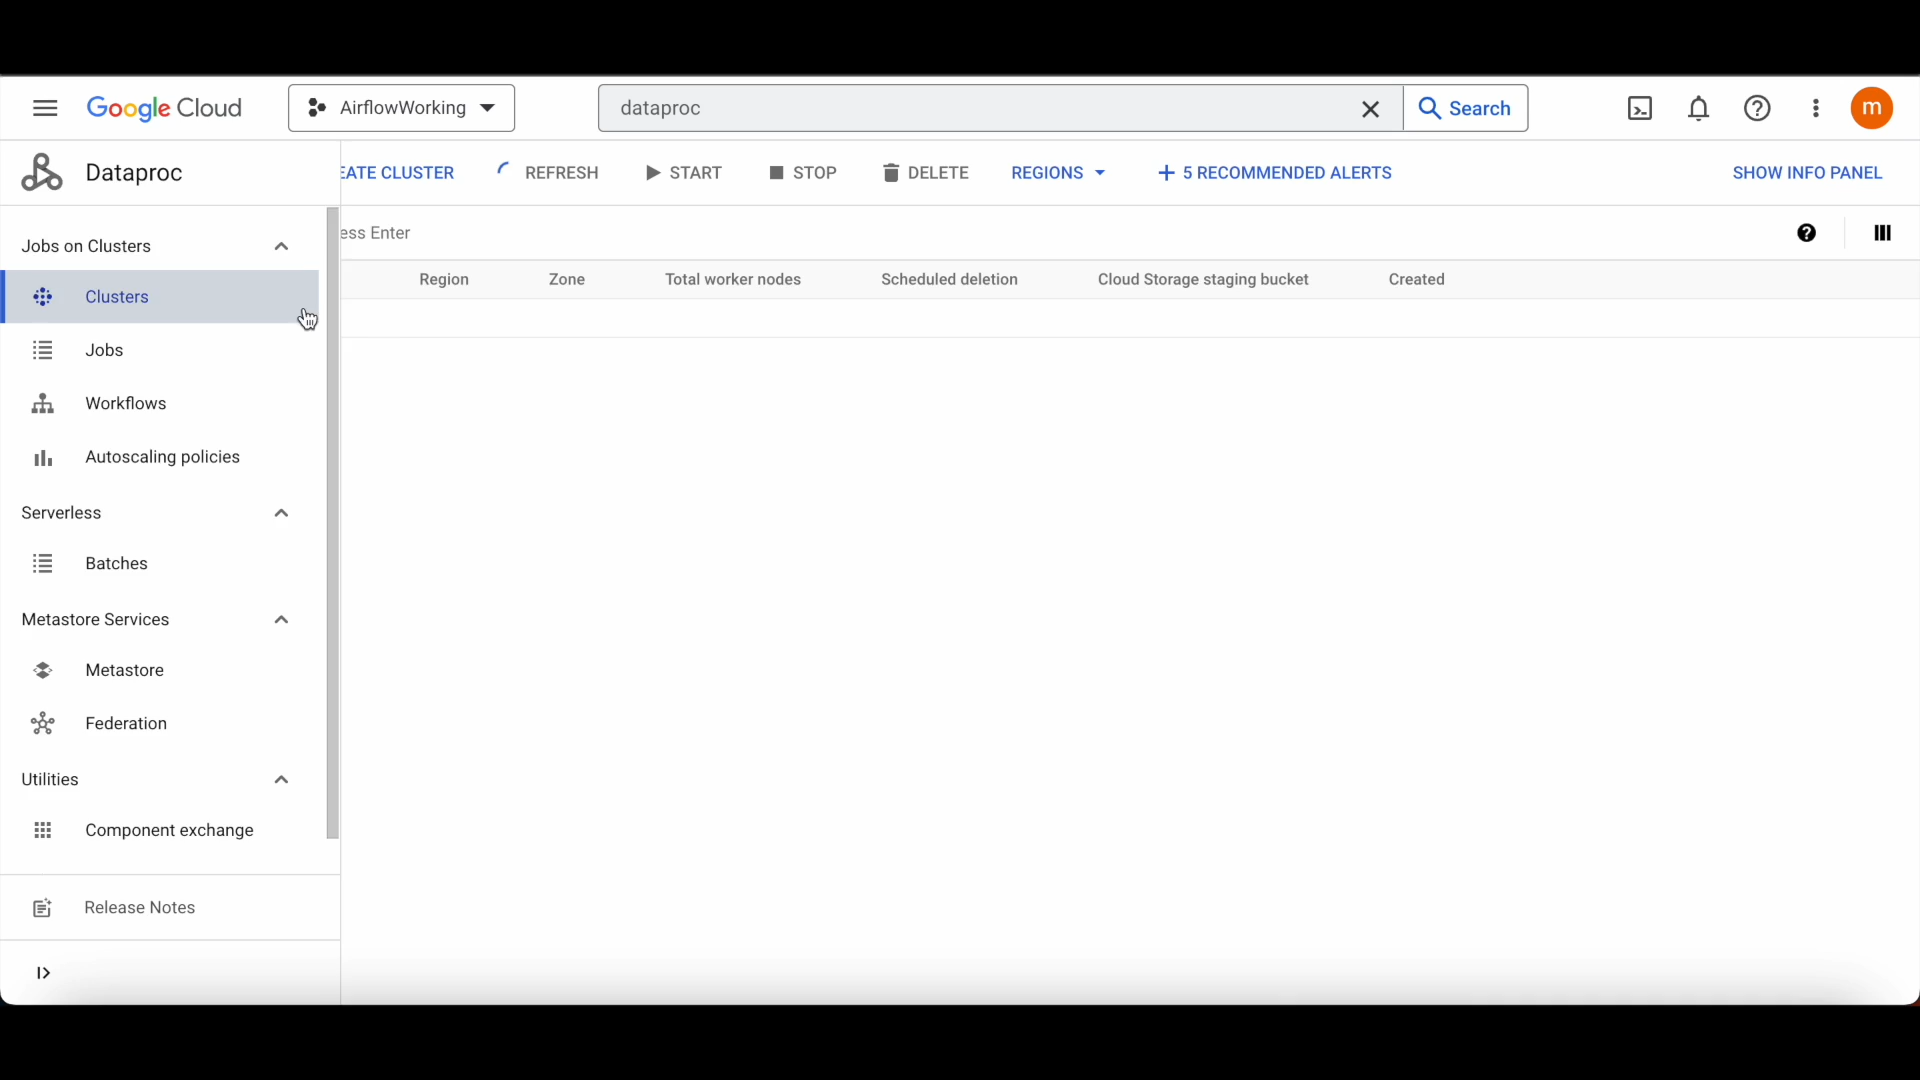 Google Cloud
AirflowWorking
dataproc
Search
m
Dataproc
EATE CLUSTER
REFRESH
START
STOP
DELETE
REGIONS
5 RECOMMENDED ALERTS
SHOW INFO PANEL
Jobs on Clusters
ess Enter
Region
Zone
Total worker nodes
Scheduled deletion
Cloud Storage staging bucket
Created
Clusters
Jobs
Workflows
Autoscaling policies
Serverless
Batches
Metastore Services
Metastore
Federation
Utilities
Component exchange
Release Notes